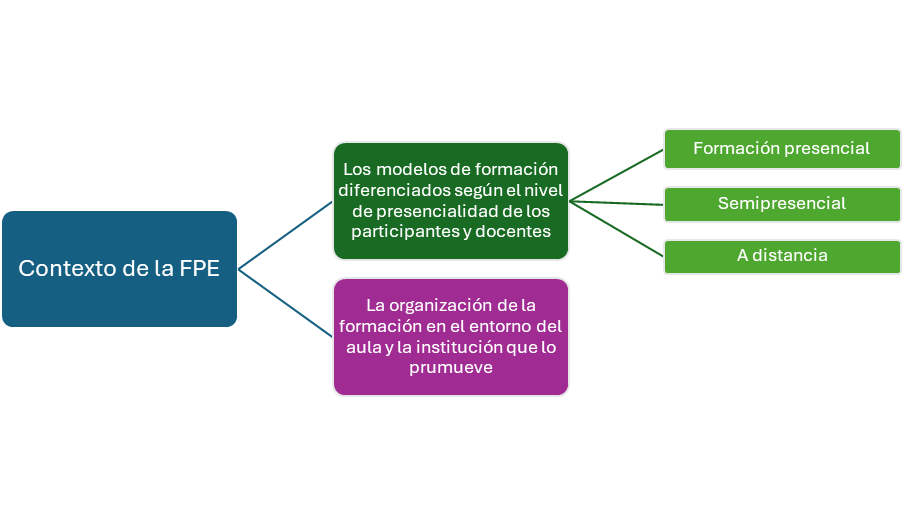 Contexto de la FPE
Los modelos de formación
diferenciados según el nivel
de presencialidad de los
participantes y docentes
La organización de la
formación en el entorno del
aula y la institución que lo
prumueve
Formación presencial
Semipresencial
A distancia